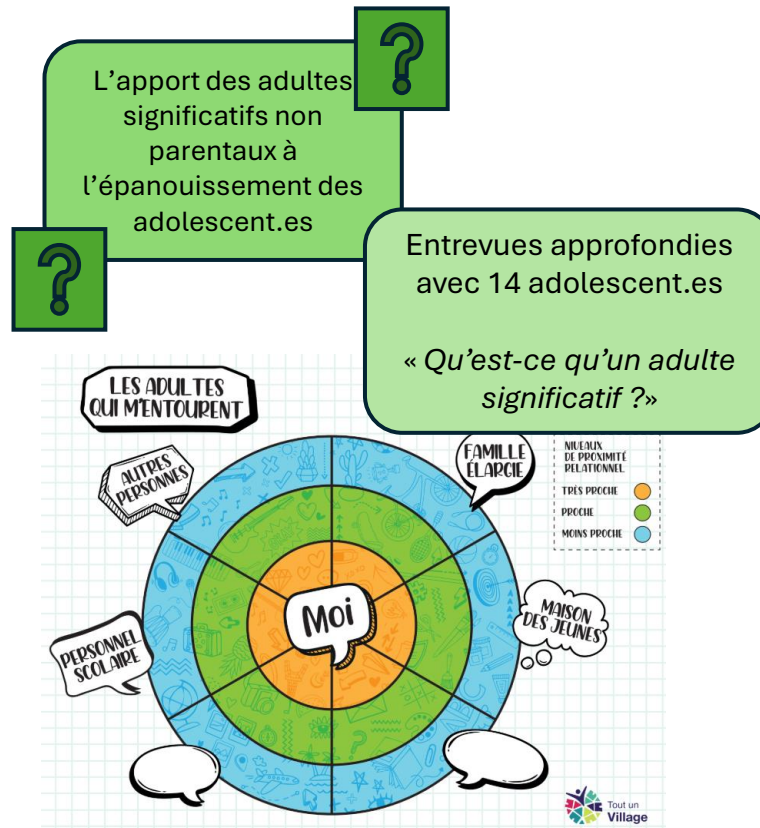 L’apport des adultes
significatifs non
parentaux à
l’épanouissement des
adolescent.es
?
?
Entrevues approfondies
avec 14 adolescent.es
« Qu’est-ce qu’un adulte
significatif ?»
LES ADULTES
QUI M'ENTOURENT
AUTRES
PERSONNES
FAMILLE
ÉLARGIE
NIVEAUX
DE PROXIMITÉ
RELATIONNEL
TRÈS PROCHE
PROCHE
MOINS PROCHE
Moi
MAISON
DES JEUNES
PERSONNEL
SCOLAIRE
Tout un
Village